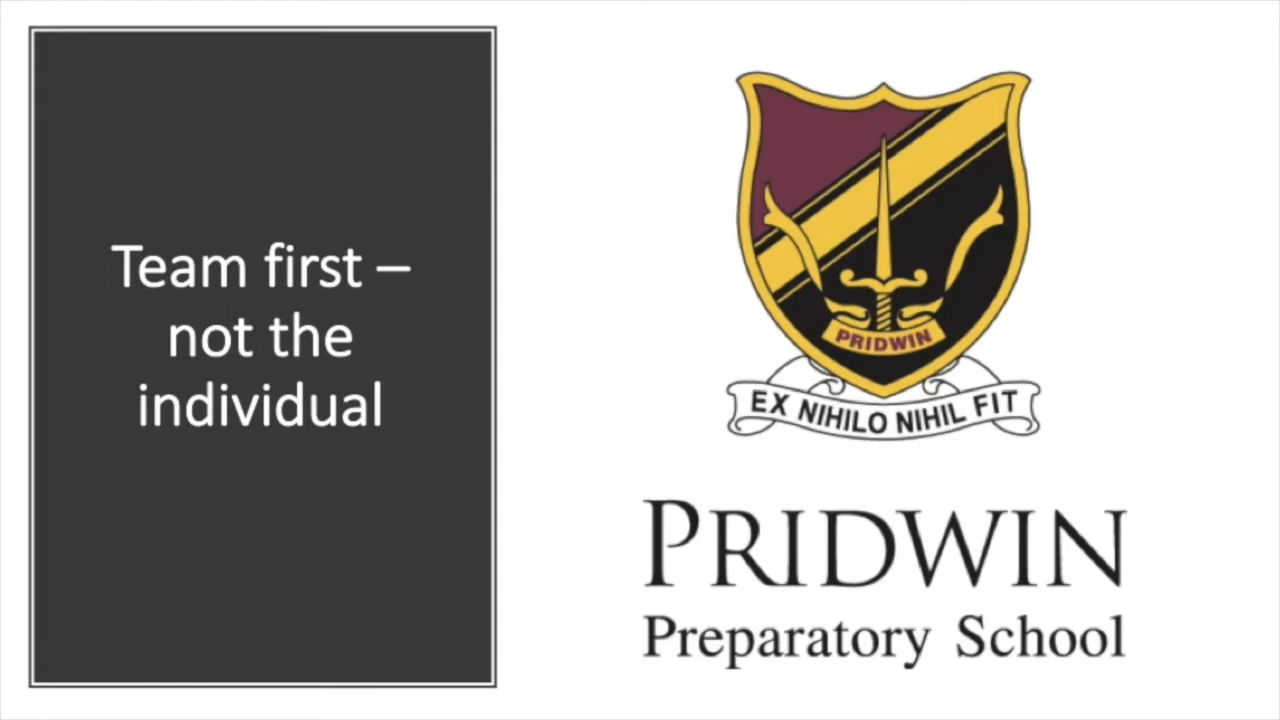 Team first –
not the
individual
PRIDWIN
EX NIHILO NIHIL FIT
PRIDWIN
Preparatory School